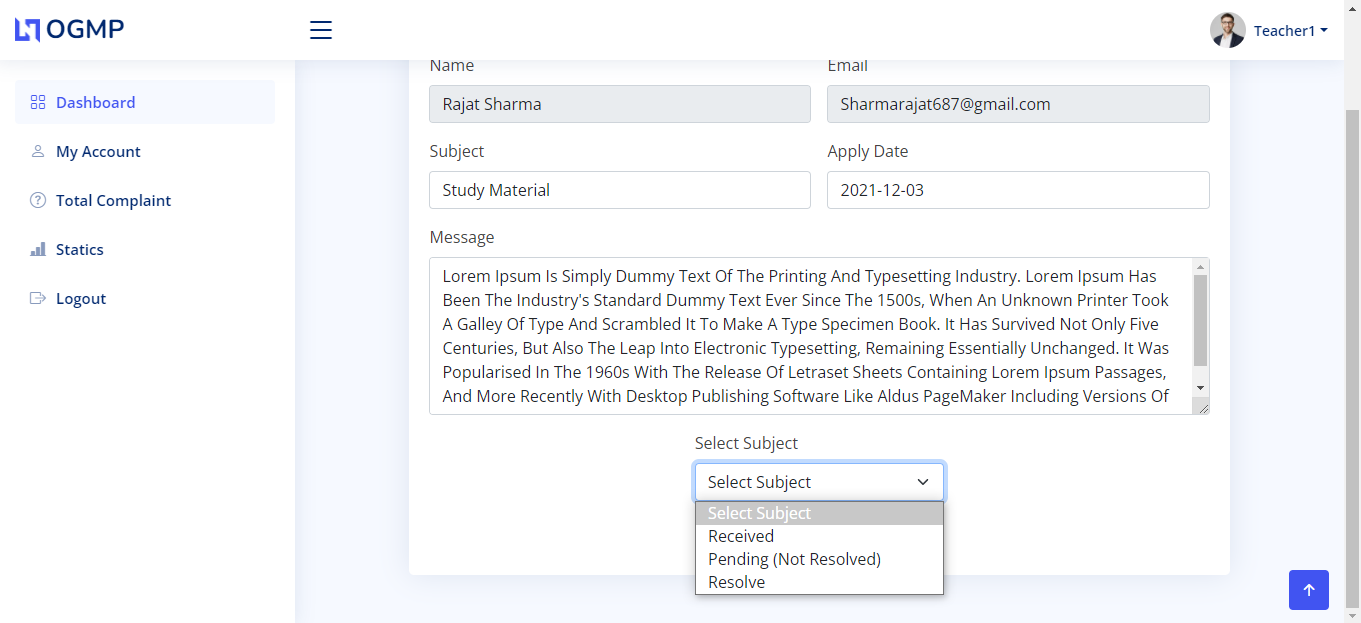 OGMP
Teacher1
Dashboard
My Account
Total Complaint
Statics
Logout
Name
Email
Rajat Sharma
Sharmarajat687@gmail.com
Subject
Apply Date
Study Material
2021-12-03
Message
Lorem Ipsum Is Simply Dummy Text Of The Printing And Typesetting Industry. Lorem Ipsum Has
Been The Industry's Standard Dummy Text Ever Since The 1500s, When An Unknown Printer Took
A Galley Of Type And Scrambled It To Make A Type Specimen Book. It Has Survived Not Only Five
Centuries, But Also The Leap Into Electronic Typesetting, Remaining Essentially Unchanged. It Was
Popularised In The 1960s With The Release Of Letraset Sheets Containing Lorem Ipsum Passages,
And More Recently With Desktop Publishing Software Like Aldus PageMaker Including Versions Of
Select Subject
Select Subject
Select Subject
Received
Pending (Not Resolved)
Resolve